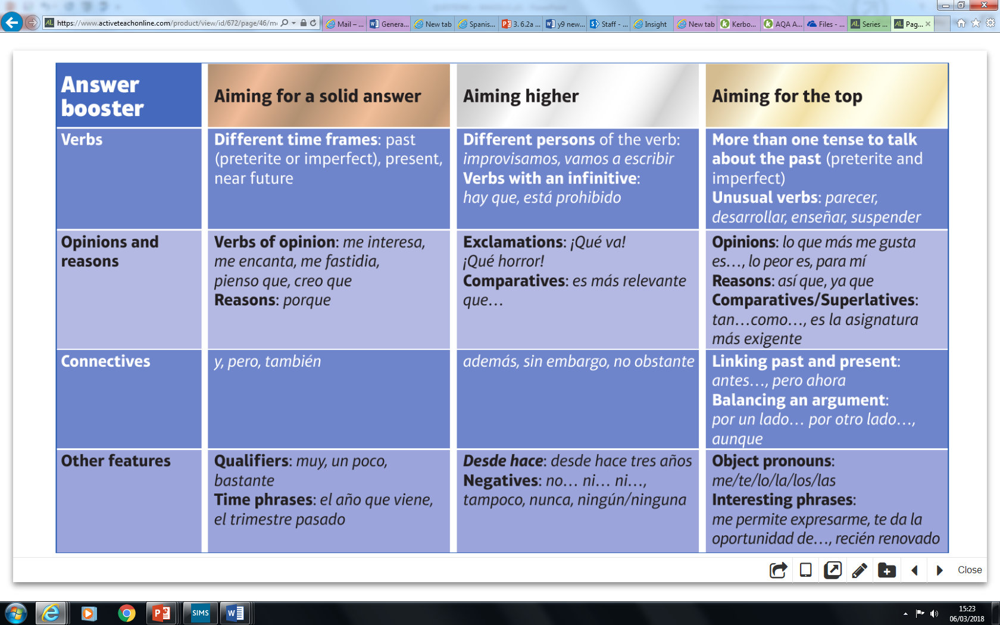 https://www.activeteachonline.com/product/view/id/672/page/46/m
Mail – ...
Genera...
New tab
Spanis...
3. 6.2a ...
y9 new...
Staff - ...
Insight
New tab
Kerbo...
AQA A...
Files - ...
Series ...
Pag...
Answer
booster
Aiming for a solid answer
Aiming higher
Aiming for the top
Verbs
Different time frames: past
(preterite or imperfect), present,
near future
Different persons of the verb:
improvisamos, vamos a escribir
Verbs with an infinitive:
hay que, está prohibido
More than one tense to talk
about the past (preterite and
imperfect)
Unusual verbs: parecer,
desarrollar, enseñar, suspender
Opinions and
reasons
Verbs of opinion: me interesa,
me encanta, me fastidia,
pienso que, creo que
Reasons: porque
Exclamations: ¡Qué va!
¡Qué horror!
Comparatives: es más relevante
que…
Opinions: lo que más me gusta
es…, lo peor es, para mí
Reasons: así que, ya que
Comparatives/Superlatives:
tan…como…, es la asignatura
más exigente
Connectives
y, pero, también
además, sin embargo, no obstante
Linking past and present:
antes…, pero ahora
Balancing an argument:
por un lado… por otro lado…,
aunque
Other features
Qualifiers: muy, un poco,
bastante
Time phrases: el año que viene,
el trimestre pasado
Desde hace: desde hace tres años
Negatives: no… ni… ni…,
tampoco, nunca, ningún/ninguna
Object pronouns:
me/te/lo/la/los/las
Interesting phrases:
me permite expresarme, te da la
oportunidad de…, recién renovado
Close
SIMS
15:23
06/03/2018